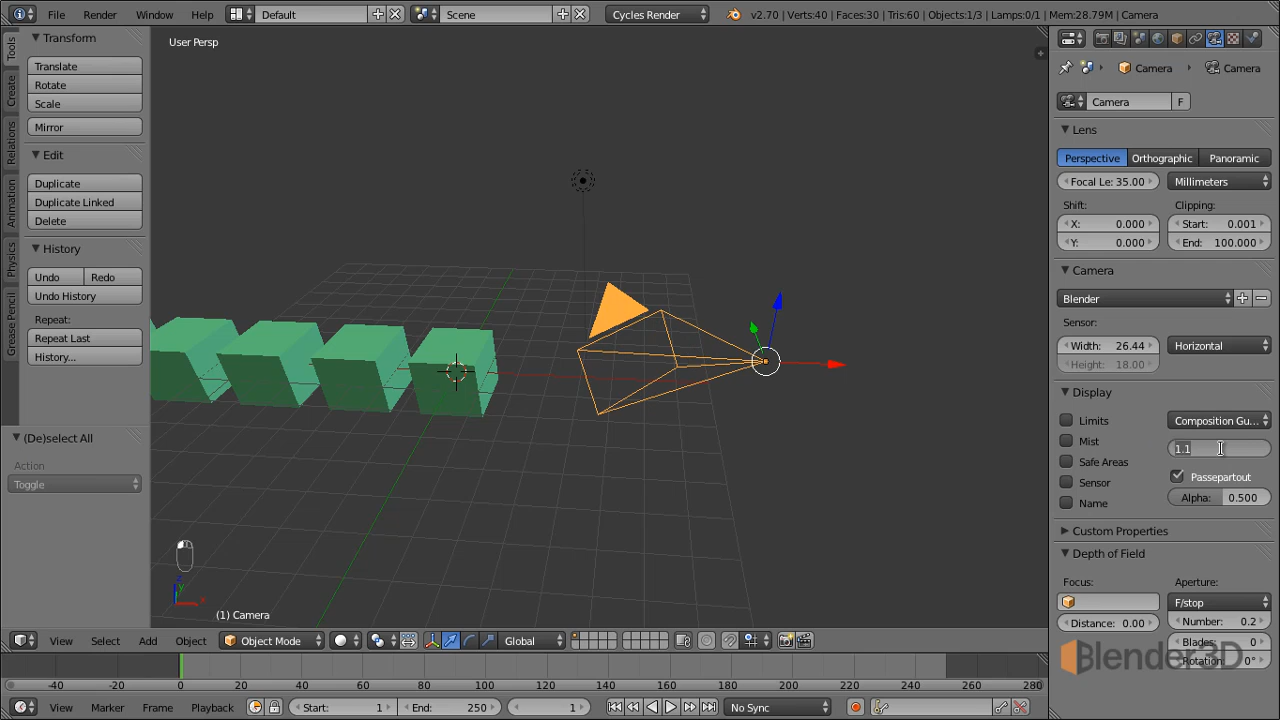 File Render Window Help Default Scene Cycles Render v2.70 | Verts:40 | Faces:30 | Tris:60 | Objects:1/3 | Lamps:0/1 | Mem:28.79M | Camera
Tools
Create
Relations
Animation
Physics
Grease Pencil
Transform
Translate
Rotate
Scale
Mirror
Edit
Duplicate
Duplicate Linked
Delete
History
Undo Redo
Undo History
Repeat:
Repeat Last
History...
(De)select All
Action
Toggle
User Persp
(1) Camera
z
y
x
Camera Camera
Camera F
Lens
Perspective Orthographic Panoramic
Focal Le: 35.00 Millimeters
Shift: Clipping:
X: 0.000 Start: 0.001
Y: 0.000 End: 100.000
Camera
Blender
Sensor:
Width: 26.44 Horizontal
Height: 18.00
Display
Limits Composition Gu...
Mist 1.1
Safe Areas Passepartout
Sensor Alpha: 0.500
Name
Custom Properties
Depth of Field
Focus: Aperture:
F/stop
Distance: 0.00 Number: 0.2
Blades: 0
Rotation: 0°
Blender3D
View Select Add Object Object Mode Global
-40 -20 0 20 40 60 80 100 120 140 160 180 200 220 240 260 280
View Marker Frame Playback Start: 1 End: 250 1 No Sync